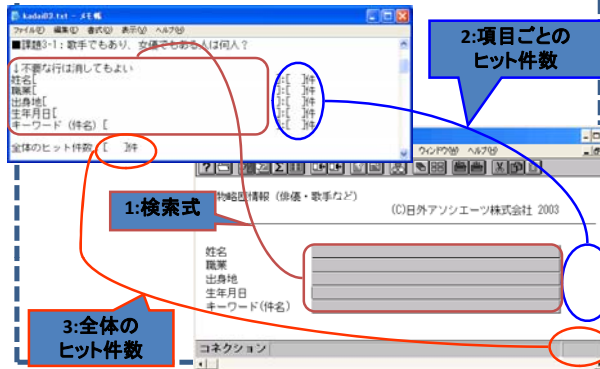 kadai03.txt - メモ帳
ファイル(F) 編集(E) 書式(O) 表示(V) ヘルプ(H)
■課題3-1：歌手でもあり、女優でもある人は何人？
↓不要な行は消してもよい
姓名[ ]:[ ]件
職業[ ]:[ ]件
出身地[ ]:[ ]件
生年月日[ ]:[ ]件
キーワード（件名）[ ]:[ ]件
全体のヒット件数 [ ]件
2:項目ごとの
ヒット件数
ウィンドウ(W) ヘルプ(H)
物略歴情報（俳優・歌手など）
(C)日外アソシエーツ株式会社 2003
1:検索式
姓名
職業
出身地
生年月日
キーワード(件名)
3:全体の
ヒット件数
コネクション